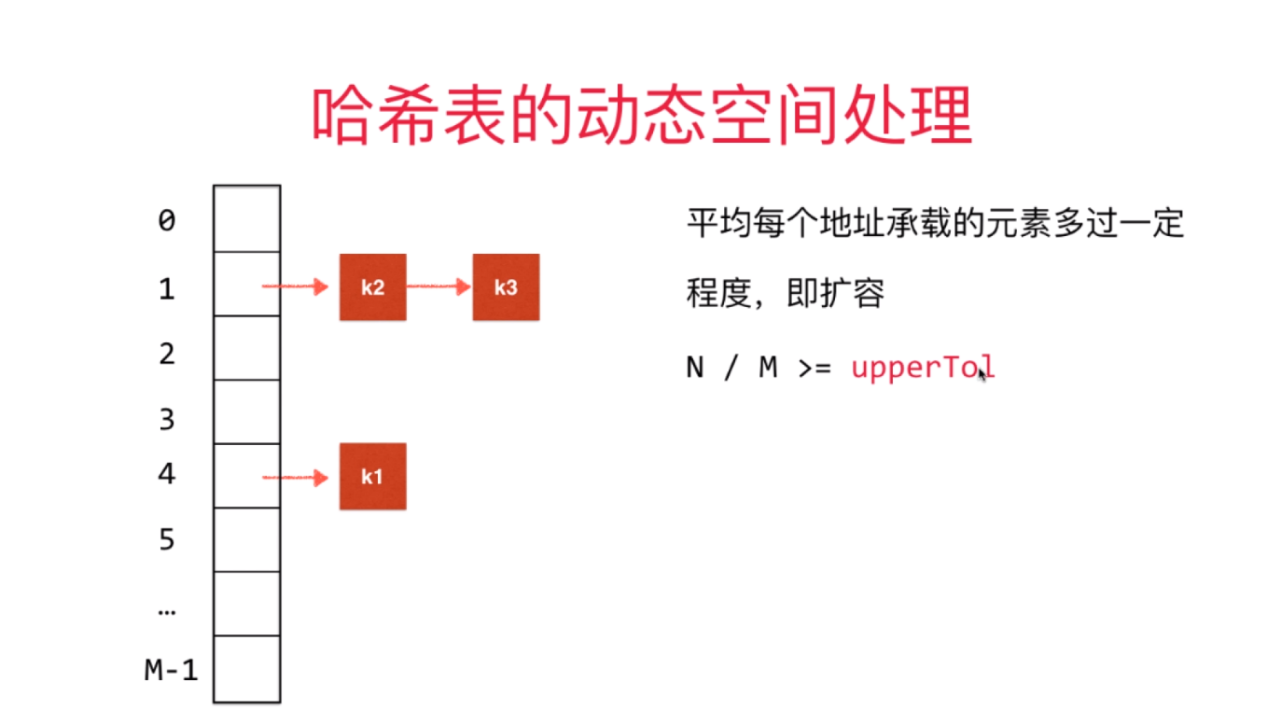 哈希表的动态空间处理
0
1
2
3
4
5
…
M-1
k2
k3
k1
平均每个地址承载的元素多过一定
程度，即扩容
N / M >= upperTol